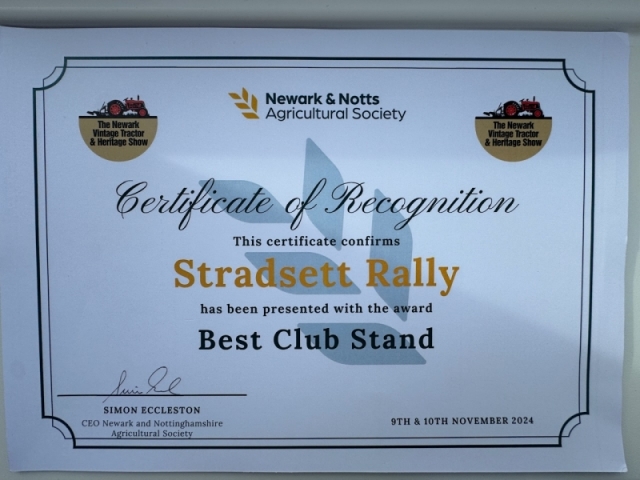 Newark & Notts
Agricultural Society
The Newark
Vintage Tractor
& Heritage Show
The Newark
Vintage Tractor
& Heritage Show
Certificate of Recognition
This certificate confirms
Stradsett Rally
has been presented with the award
Best Club Stand
SIMON ECCLESTON
CEO Newark and Nottinghamshire
Agricultural Society
9TH & 10TH NOVEMBER 2024